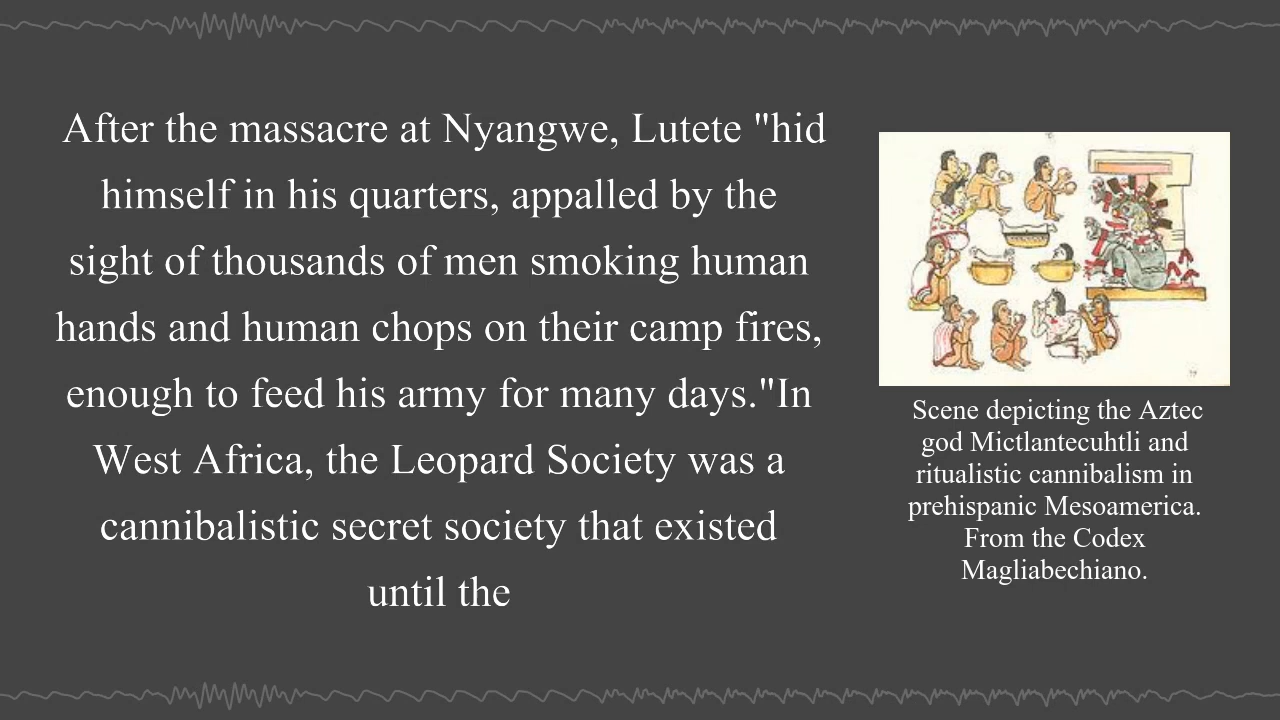 After the massacre at Nyangwe, Lutete "hid
himself in his quarters, appalled by the
sight of thousands of men smoking human
hands and human chops on their camp fires,
enough to feed his army for many days."In
West Africa, the Leopard Society was a
cannibalistic secret society that existed
until the
Scene depicting the Aztec
god Mictlantecuhtli and
ritualistic cannibalism in
prehispanic Mesoamerica.
From the Codex
Magliabechiano.